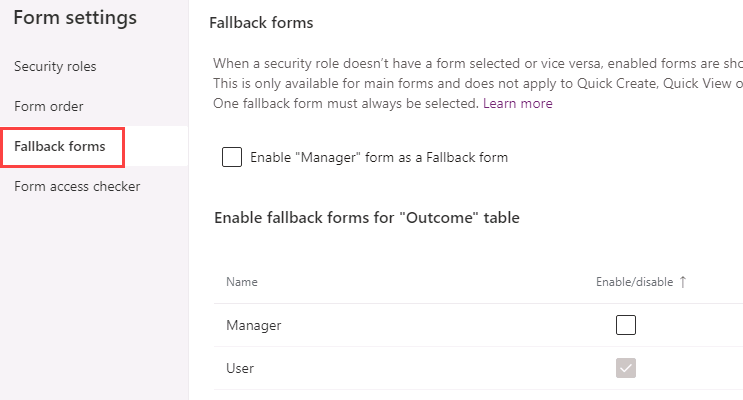 Form settings
Security roles
Form order
Fallback forms
Form access checker
Fallback forms
When a security role doesn't have a form selected or vice versa, enabled forms are
This is only available for main forms and does not apply to Quick Create, Quick View
One fallback form must always be selected. Learn more
Enable "Manager" form as a Fallback form
Enable fallback forms for "Outcome" table
Name Enable/disable ↑
Manager
User